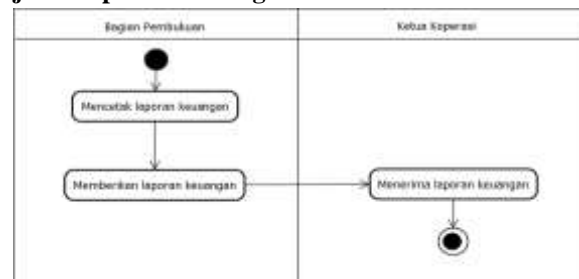 Bagian Pembukuan
Ketua Koperasi
Mencetak laporan keuangan
Memberikan laporan keuangan
Menerima laporan keuangan